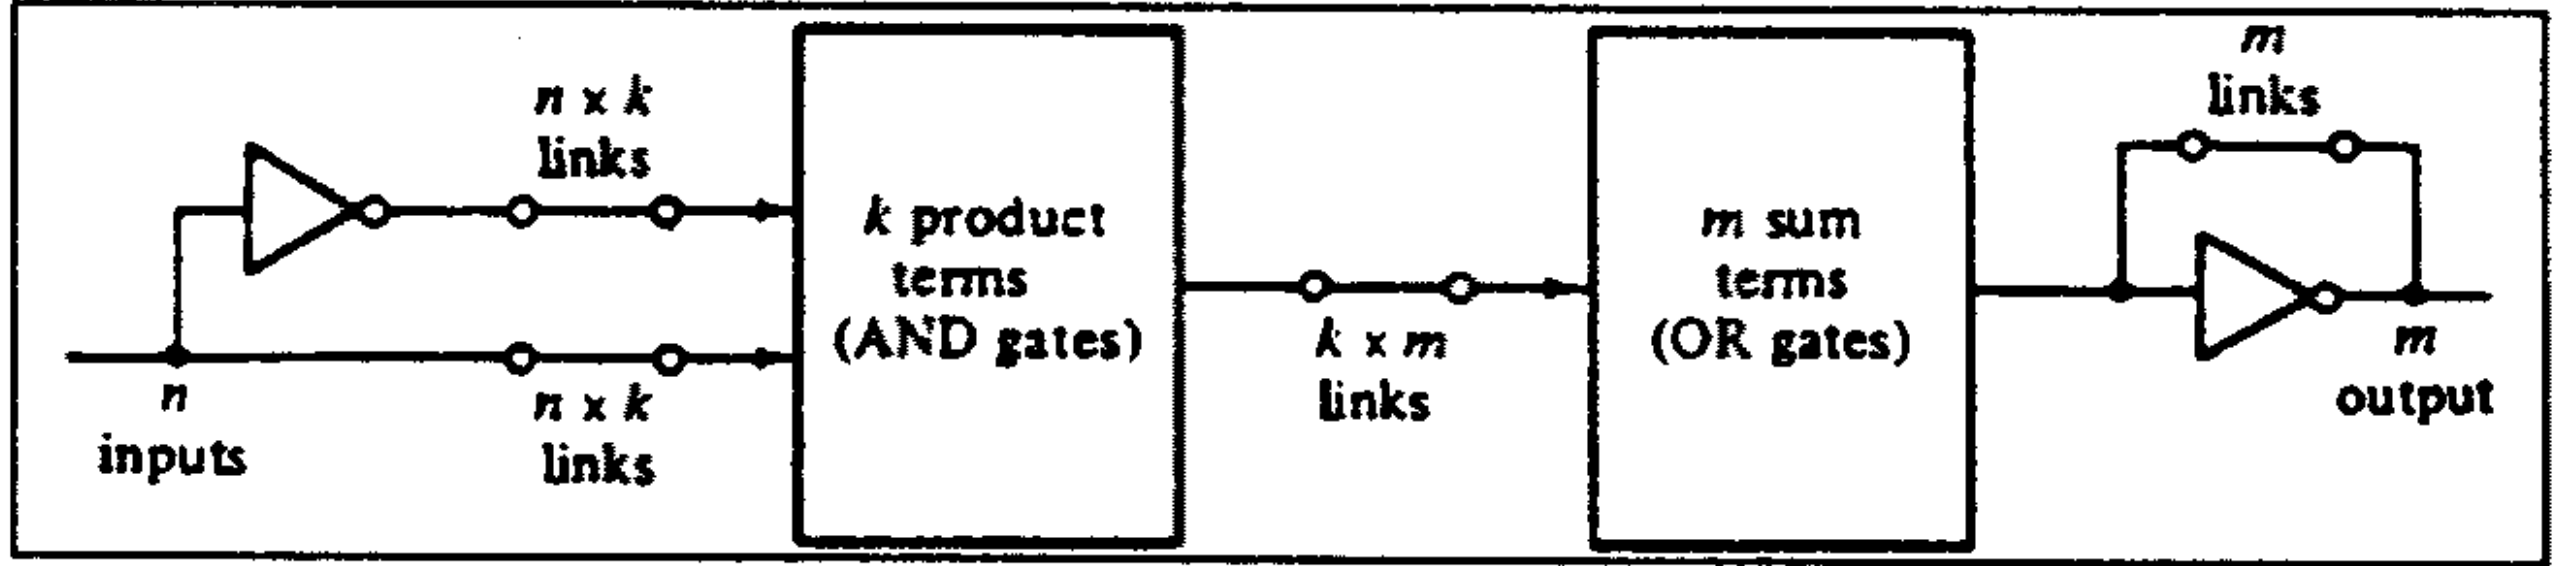 n x k
links
n
inputs
n x k
links
k product
terms
(AND gates)
k x m
links
m sum
terms
(OR gates)
m
links
m
output